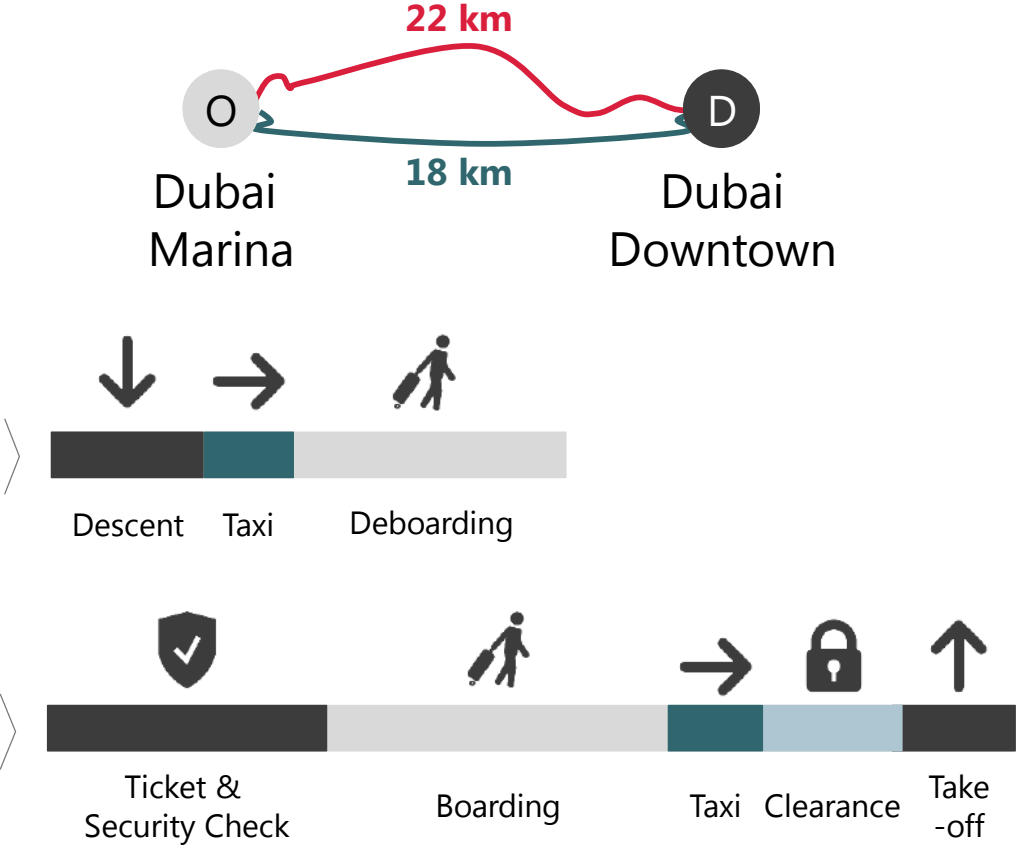 22 km
O
D
18 km
Dubai
Marina
Dubai
Downtown
Descent
Taxi
Deboarding
Ticket &
Security Check
Boarding
Taxi
Clearance
Take
-off